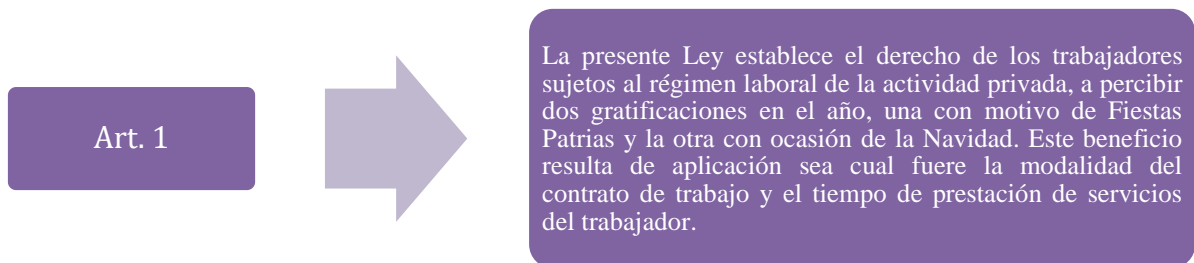 Art. 1
La presente Ley establece el derecho de los trabajadores
sujetos al régimen laboral de la actividad privada, a percibir
dos gratificaciones en el año, una con motivo de Fiestas
Patrias y la otra con ocasión de la Navidad. Este beneficio
resulta de aplicación sea cual fuere la modalidad del
contrato de trabajo y el tiempo de prestación de servicios
del trabajador.